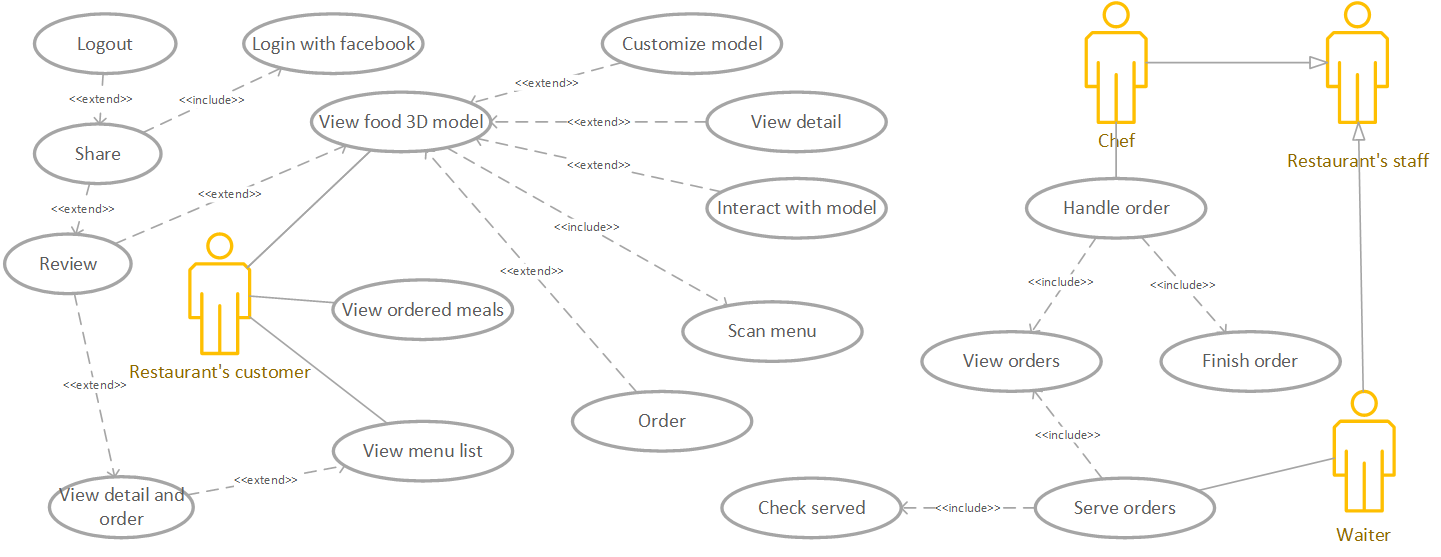 Logout
Login with facebook
Customize model
<<extend>>
<<extend>>
<<include>>
View food 3D model
<<extend>>
View detail
Chef
Share
Restaurant's staff
<<extend>>
<<extend>>
<<extend>>
Interact with model
Handle order
<<include>>
Review
<<extend>>
<<include>>
<<include>>
View ordered meals
Scan menu
View orders
Finish order
Restaurant's customer
<<extend>>
Order
<<include>>
View menu list
<<extend>>
View detail and
order
Check served
<<include>>
Serve orders
Waiter